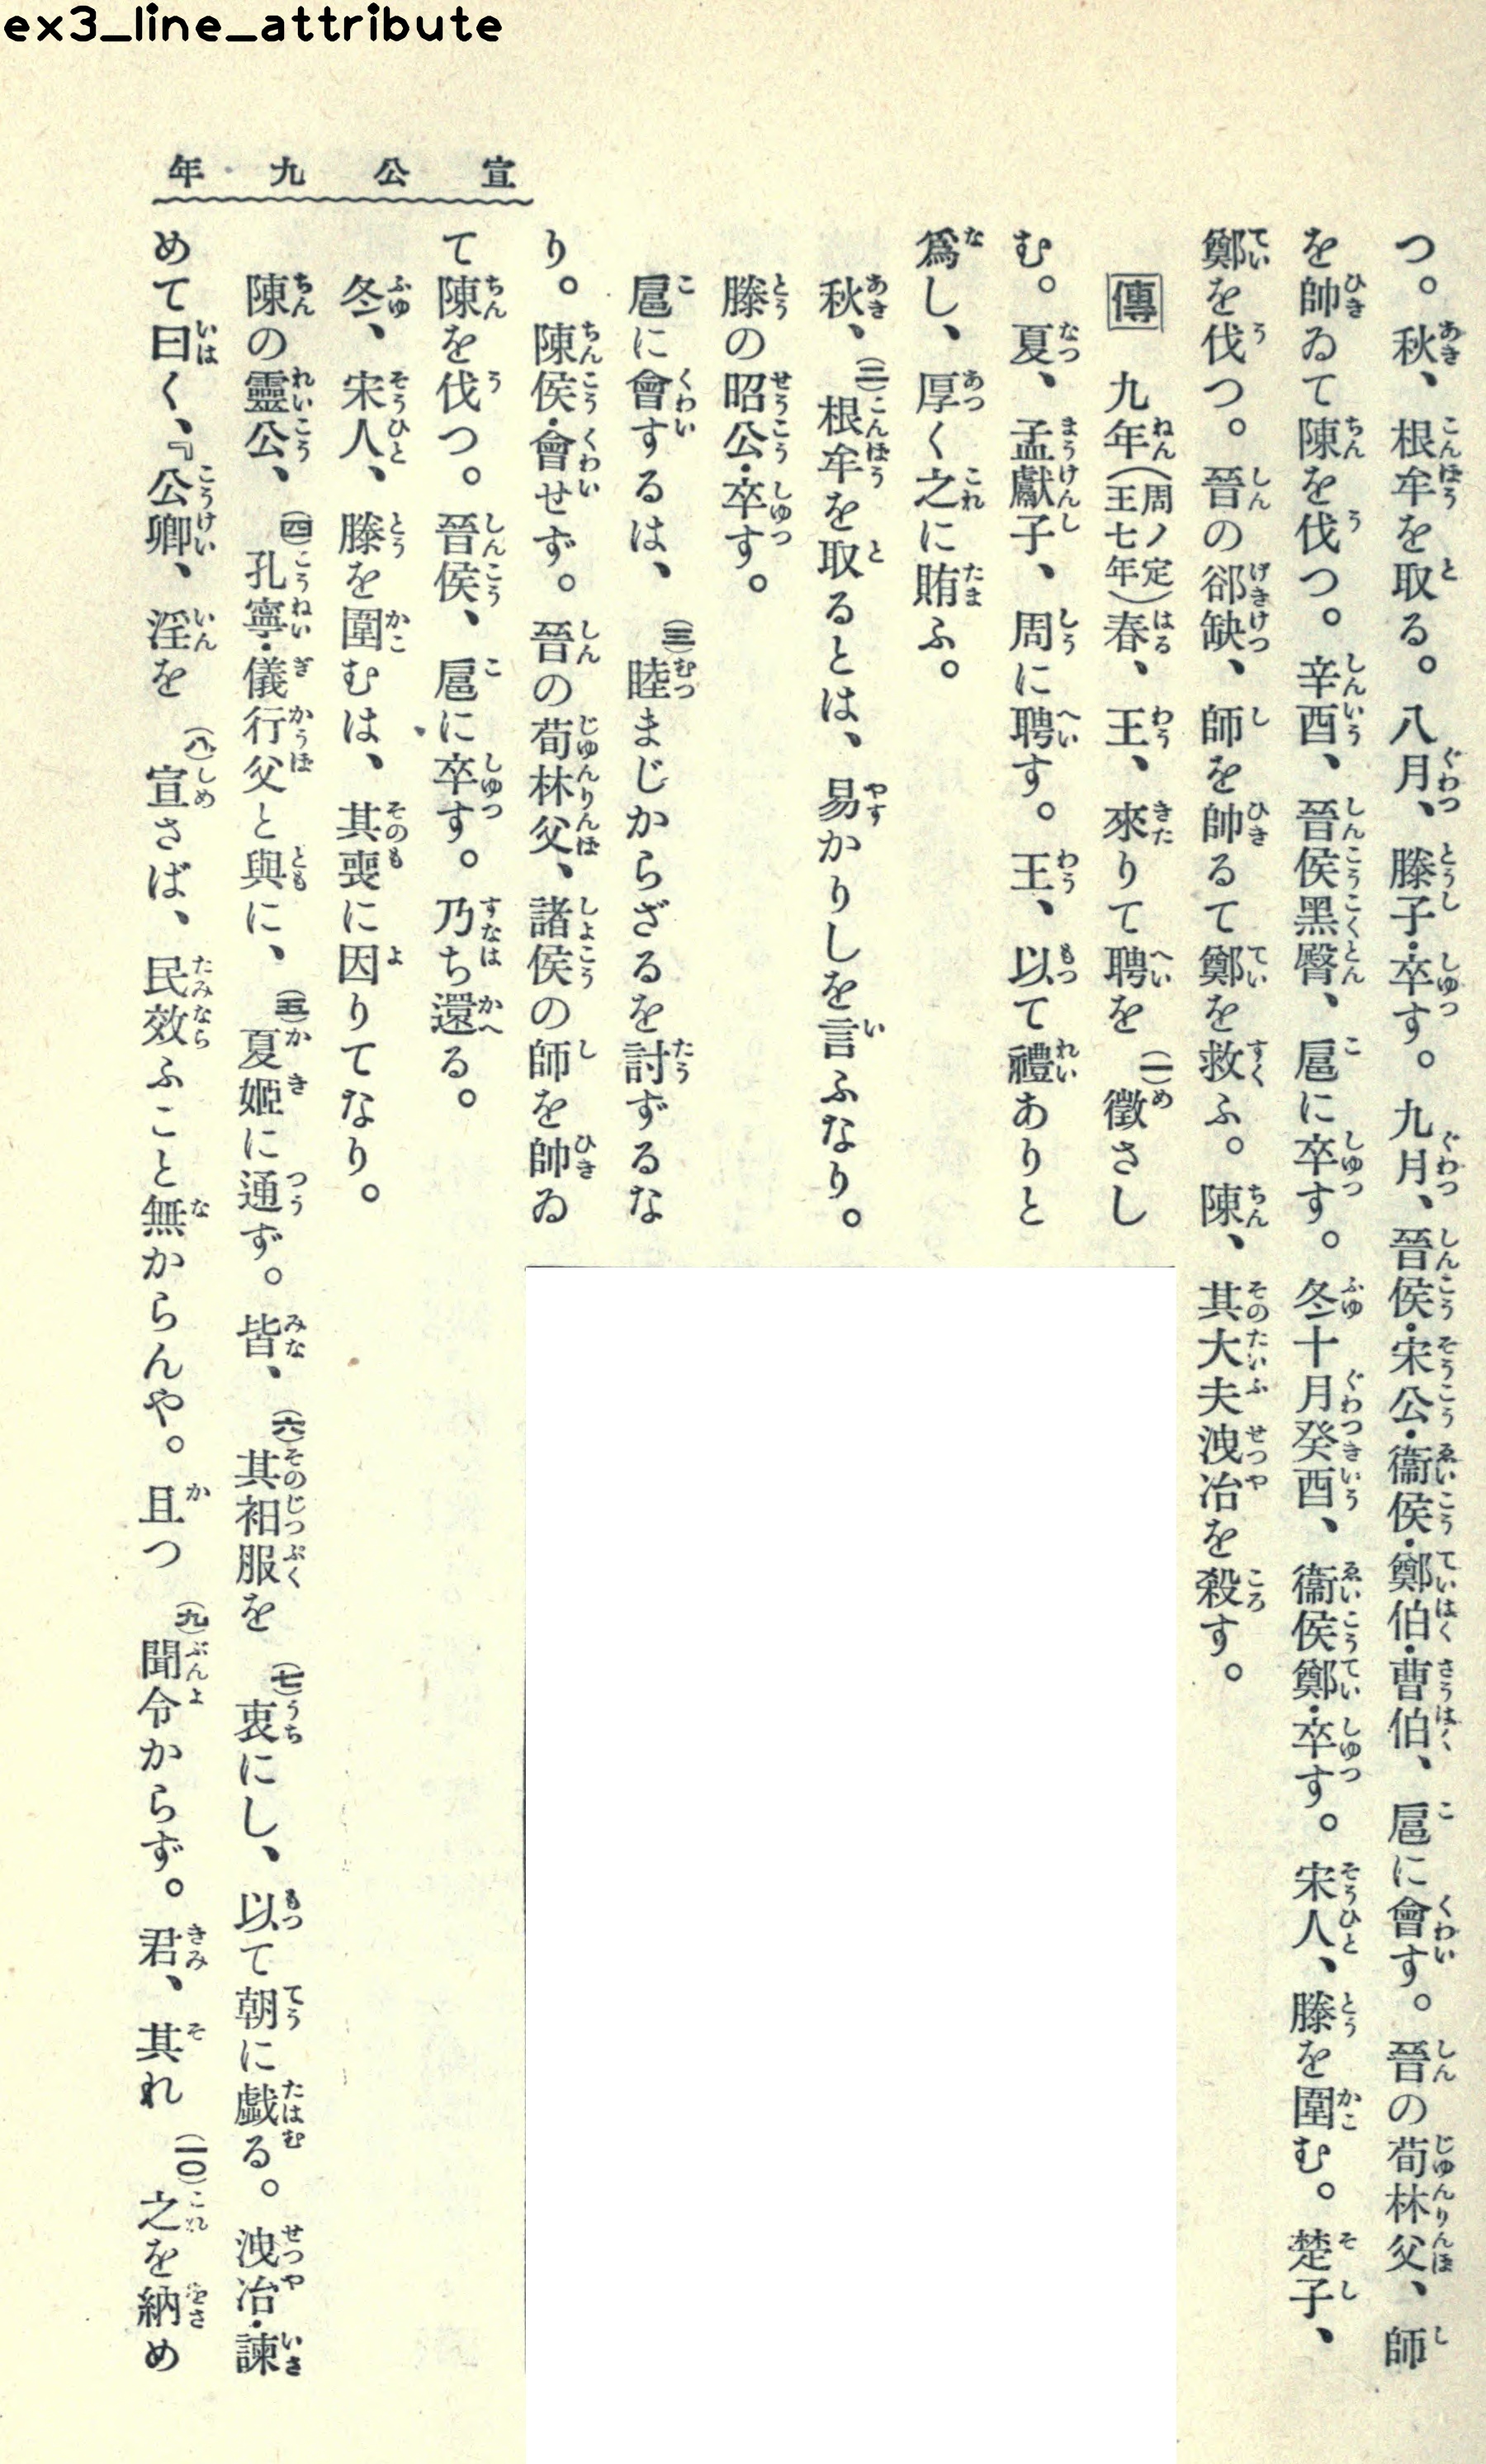 ex3_line_attribute
宣公九年
つ。秋、根牟を取る。八月、滕子·卒す。九月、晉侯·宋公·衞侯·鄭伯·曹伯、扈に會す。晉の荀林父、師
を帥ゐて陳を伐つ。辛酉、晉侯黑臀、扈に卒す。冬十月癸酉、衞侯鄭·卒す。宋人、滕を圍む。楚子、
鄭を伐つ。晉の郤缺、師を帥るて鄭を救ふ。陳、其大夫洩冶を殺す。
傳 九年(周ノ定王七年)春、王、來りて聘を(一)徵さし
む。夏、孟獻子、周に聘す。王、以て禮ありと
爲し、厚く之に賄ふ。
秋、(二)根牟を取るとは、易かりしを言ふなり。
滕の昭公·卒す。
扈に會するは、(三)睦まじからざるを討ずるな
り。陳侯·會せず。晉の荀林父、諸侯の師を帥ゐ
て陳を伐つ。晉侯、扈に卒す。乃ち還る。
冬、宋人、滕を圍むは、其喪に因りてなり。
陳の靈公、(四)孔寧·儀行父と與に、(五)夏姬に通ず。皆、(六)其衵服を(七)衷にし、以て朝に戲る。洩冶·諫
めて曰く、『公卿、淫を(八)宣さば、民效ふこと無からんや。且つ(九)聞令からず。君、其れ(一〇)之を納め